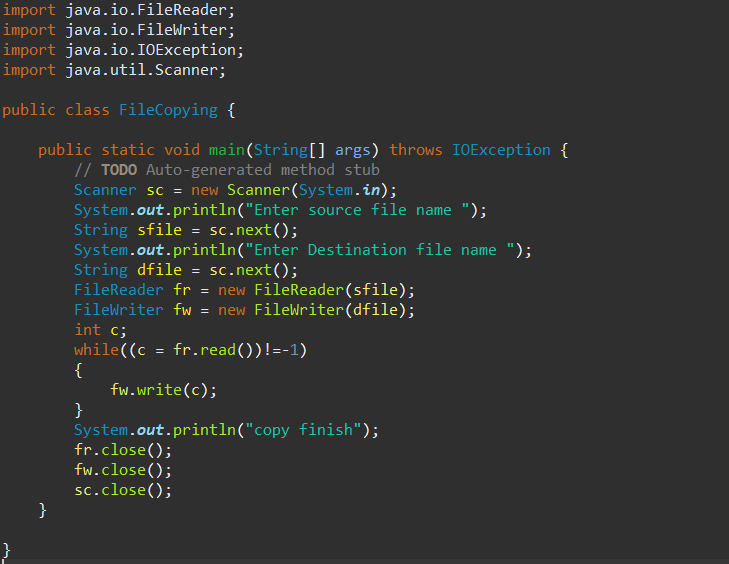 import java.io.FileReader;
import java.io.FileWriter;
import java.io.IOException;
import java.util.Scanner;

public class FileCopying {

    public static void main(String[] args) throws IOException {
        // TODO Auto-generated method stub
        Scanner sc = new Scanner(System.in);
        System.out.println("Enter source file name ");
        String sfile = sc.next();
        System.out.println("Enter Destination file name ");
        String dfile = sc.next();
        FileReader fr = new FileReader(sfile);
        FileWriter fw = new FileWriter(dfile);
        int c;
        while((c = fr.read())!=-1)
        {
            fw.write(c);
        }
        System.out.println("copy finish");
        fr.close();
        fw.close();
        sc.close();
    }

}